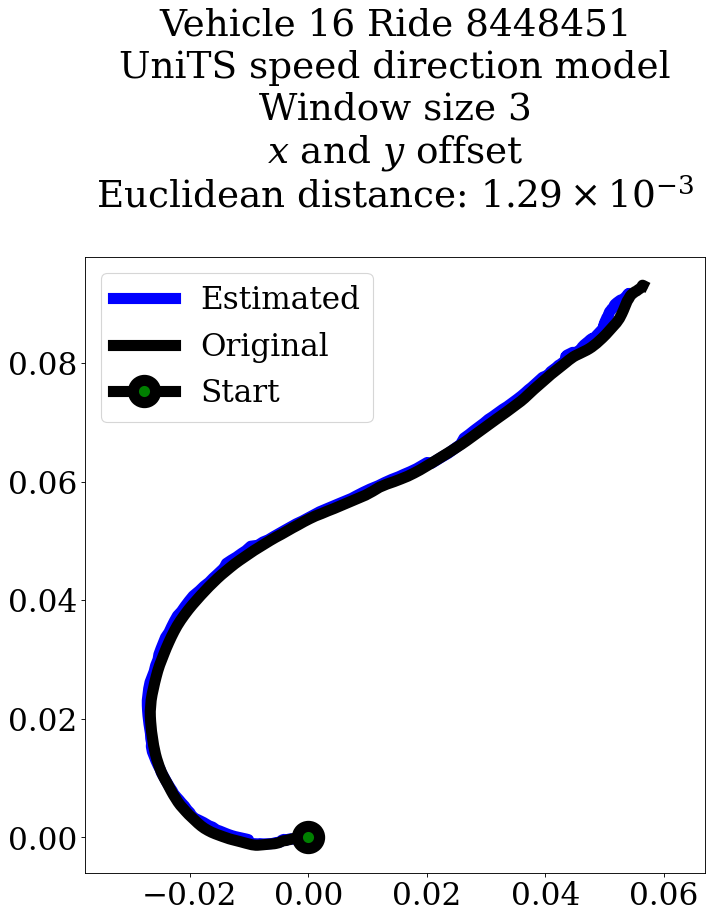 Vehicle 16 Ride 8448451
UniTS speed direction model
Window size 3
x and y offset
Euclidean distance: 1.29 × 10⁻³
Estimated
Original
Start
0.08
0.06
0.04
0.02
0.00
−0.02 0.00 0.02 0.04 0.06